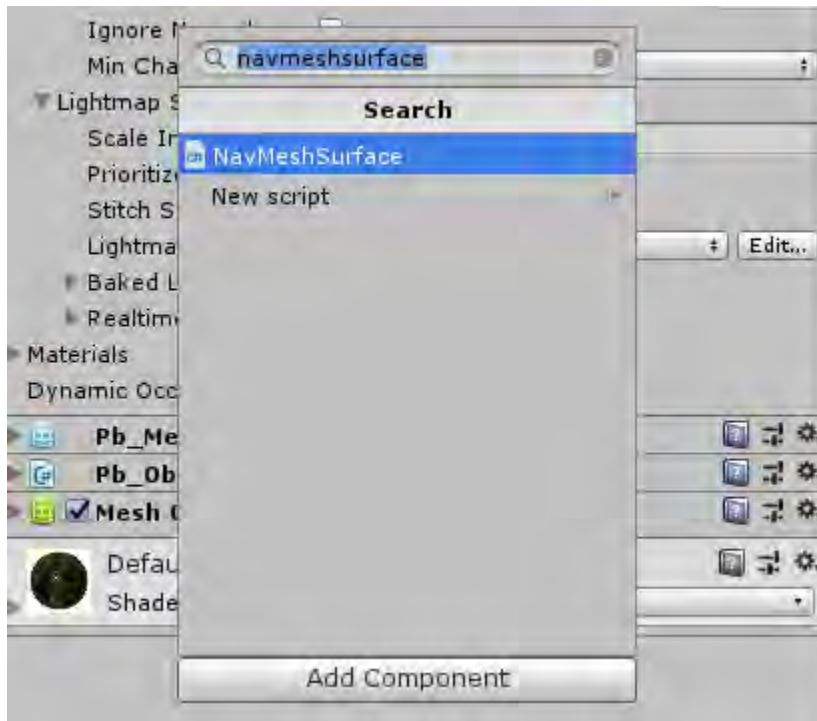 Ignore N
navmeshsurface
Min Cha
Search
Lightmap S
Scale In
NavMeshSurface
Prioritize
New script
Stitch S
Lightma
Edit...
Baked L
Realtim
Materials
Dynamic Occ
Pb_Me
Pb_Ob
Mesh C
Defau
Shade
Add Component